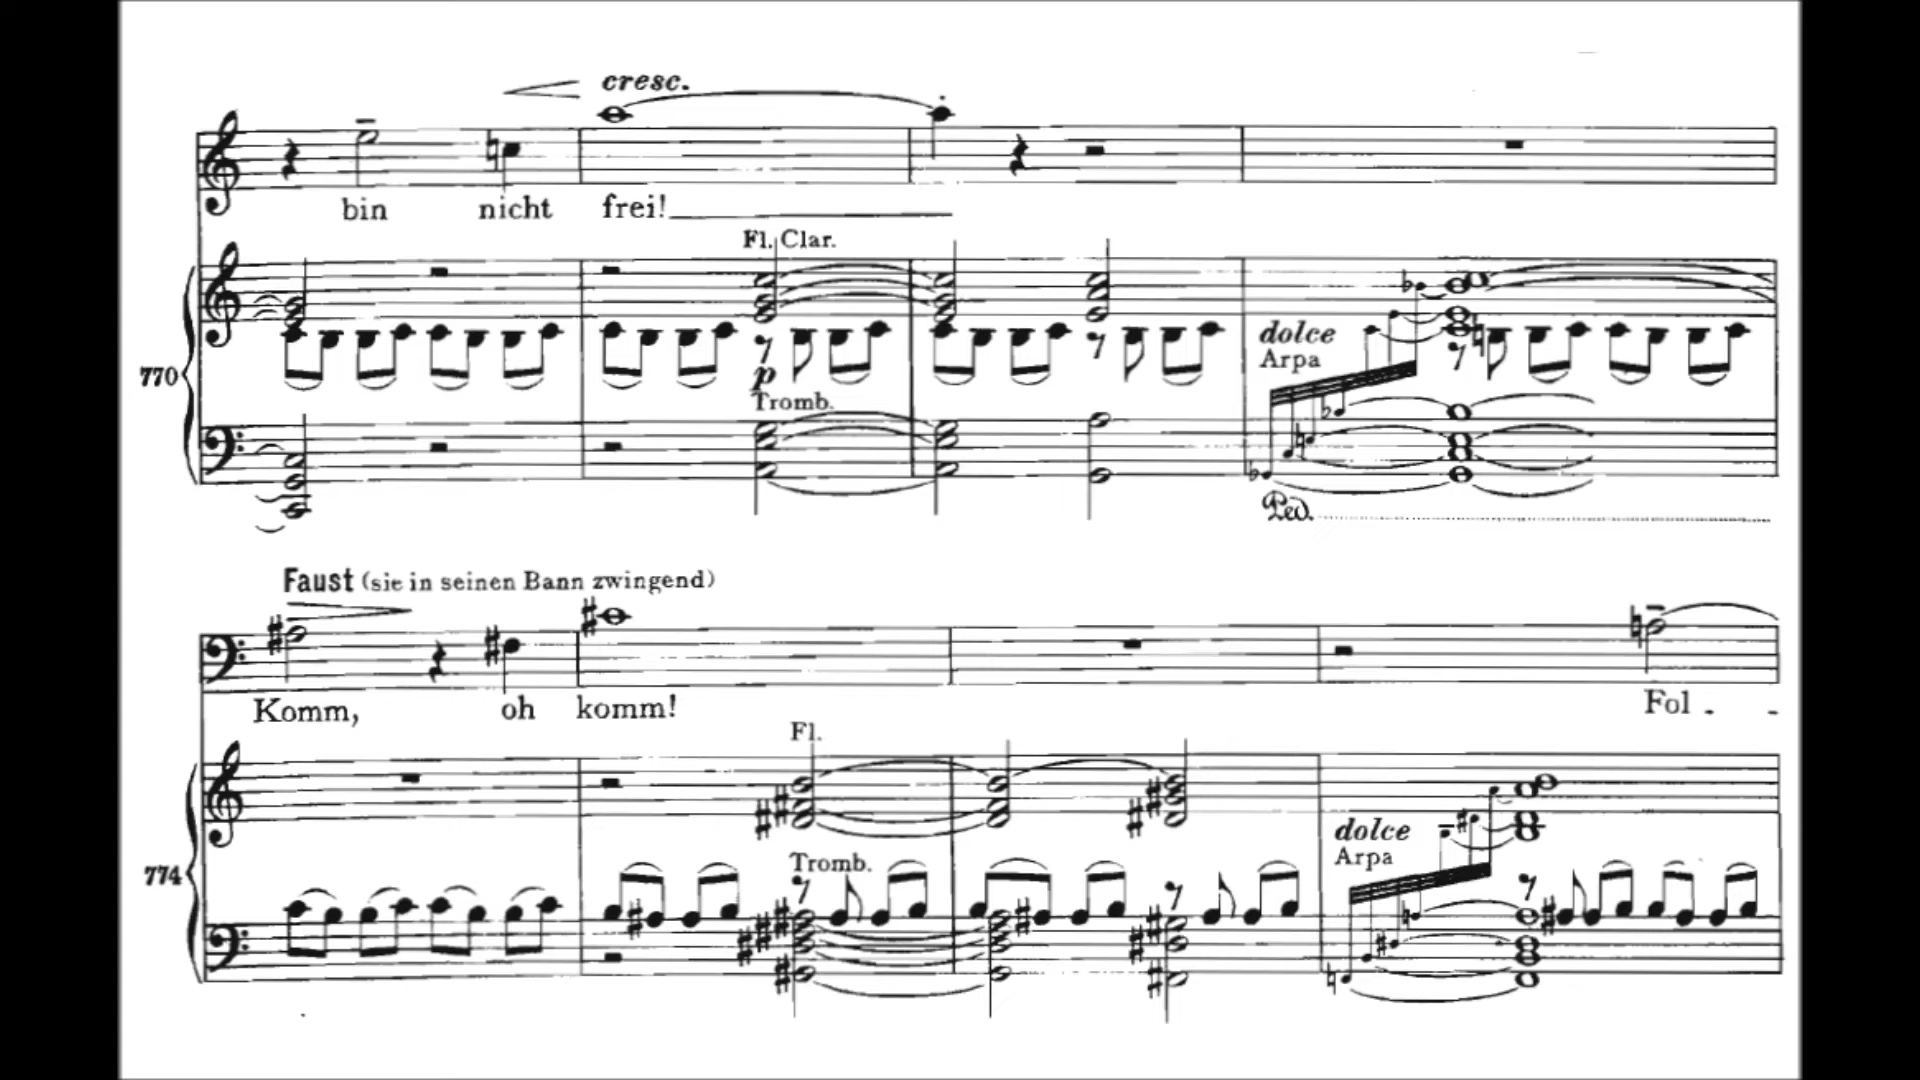 cresc.
bin nicht frei!
Fl. Clar.
770
p
Tromb.
dolce
Arpa
Ped.
Faust (sie in seinen Bann zwingend)
Komm, oh komm! Fol - -
Fl.
774
Tromb.
dolce
Arpa